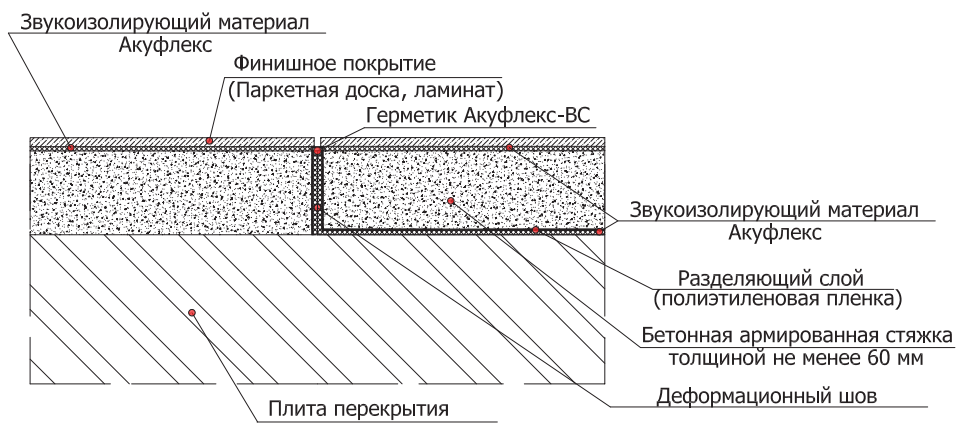 Звукоизолирующий материал
Акуфлекс
Финишное покрытие
(Паркетная доска, ламинат)
Герметик Акуфлекс-ВС
Звукоизолирующий материал
Акуфлекс
Разделяющий слой
(полиэтиленовая пленка)
Бетонная армированная стяжка
толщиной не менее 60 мм
Деформационный шов
Плита перекрытия